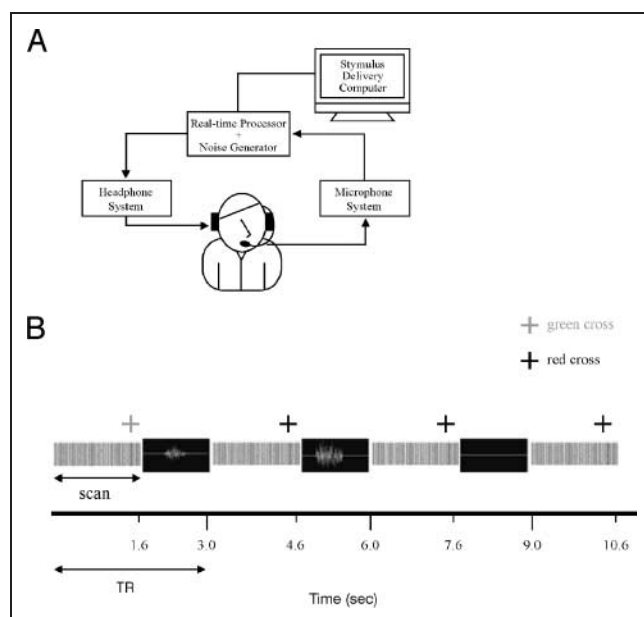 A
Stymulus
Delivery
Computer
Real-time Processor
+
Noise Generator
Headphone
System
Microphone
System
B
green cross
red cross
scan
1.6 3.0 4.6 6.0 7.6 9.0 10.6
TR
Time (sec)